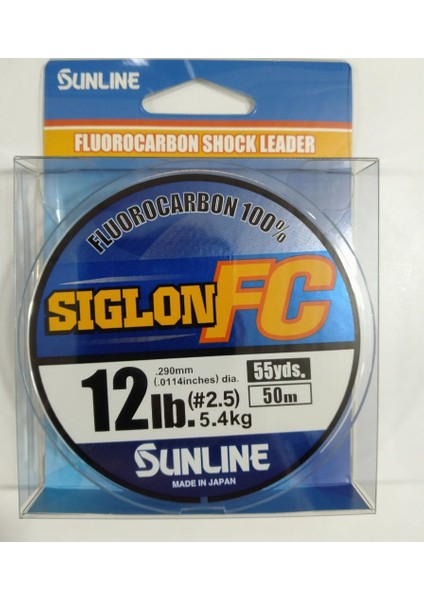 SUNLINE
FLUOROCARBON SHOCK LEADER
FLUOROCARBON 100%
SIGLON FC
12lb.
.290mm
(.0114inches) dia.
(#2.5)
5.4kg
55yds.
50m
SUNLINE
MADE IN JAPAN